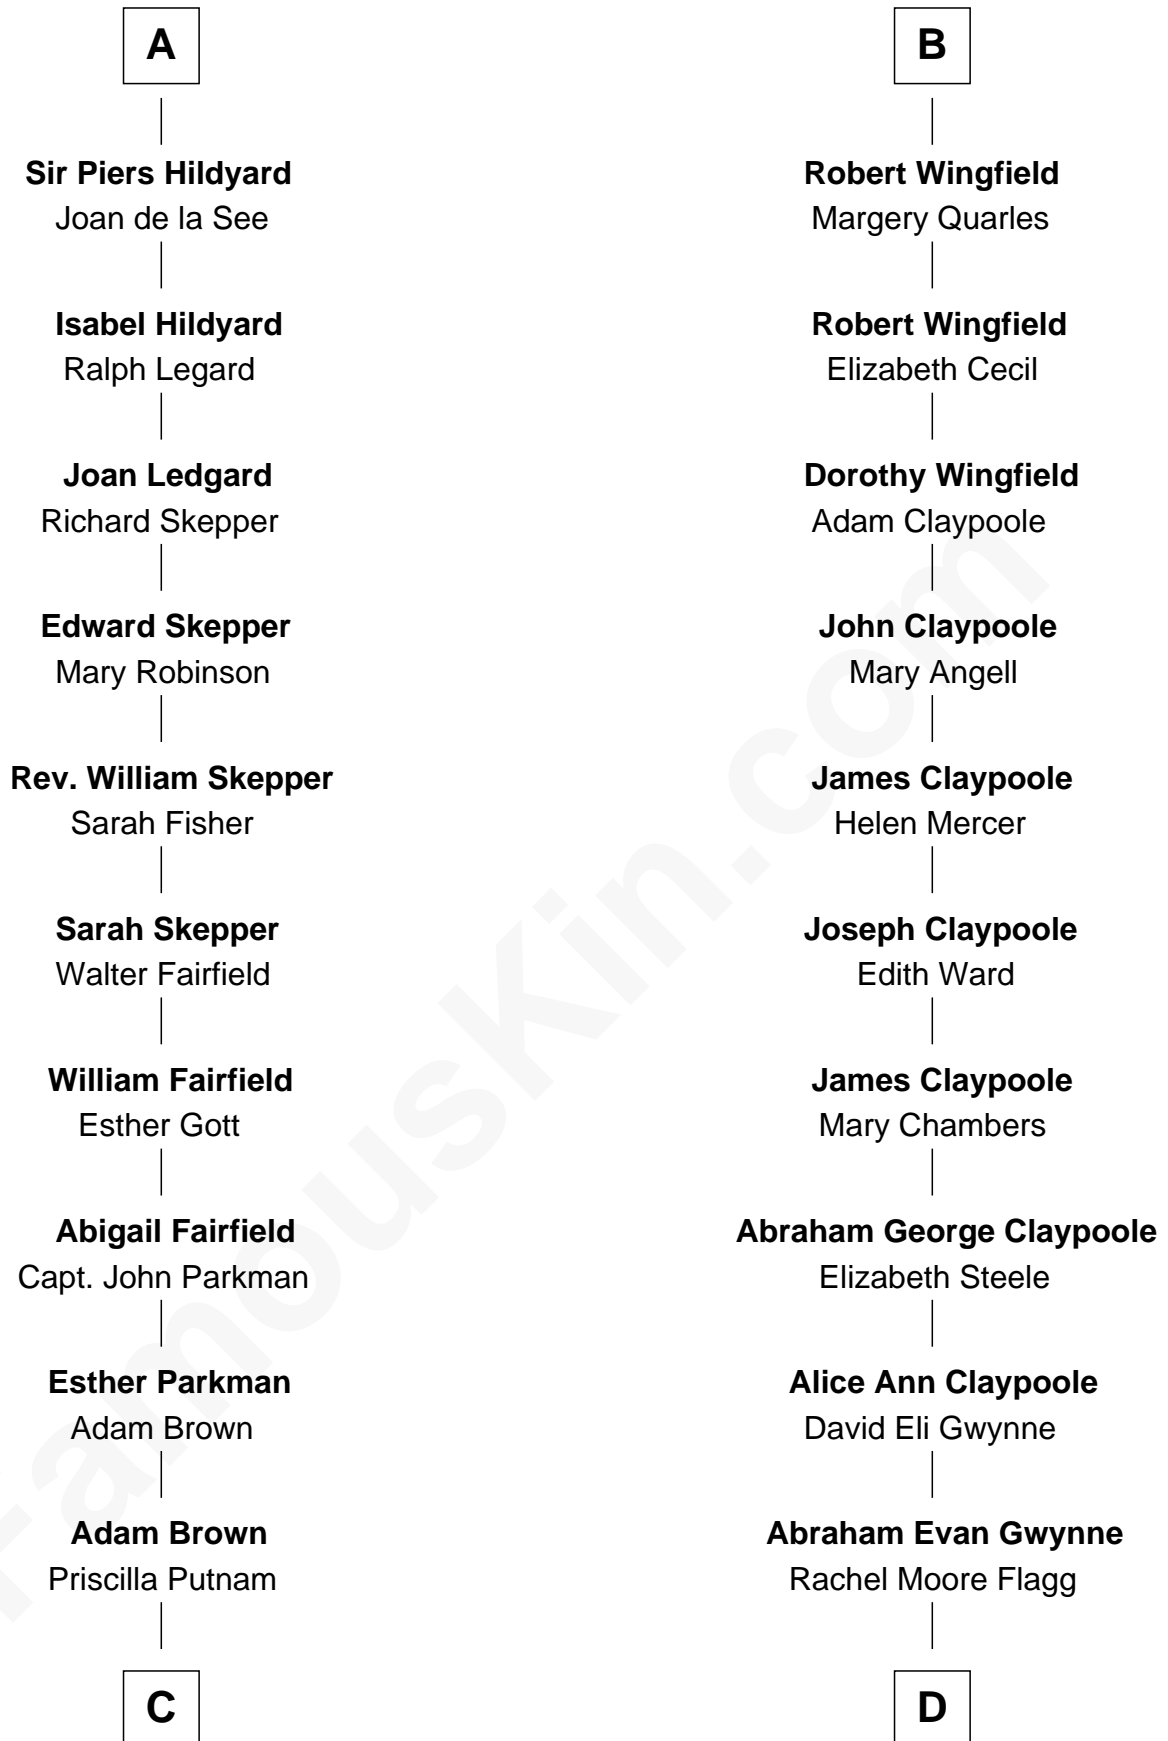 A
Sir Piers Hildyard
Joan de la See
Isabel Hildyard
Ralph Legard
Joan Ledgard
Richard Skepper
Edward Skepper
Mary Robinson
Rev. William Skepper
Sarah Fisher
Sarah Skepper
Walter Fairfield
William Fairfield
Esther Gott
Abigail Fairfield
Capt. John Parkman
Esther Parkman
Adam Brown
Adam Brown
Priscilla Putnam
C
B
Robert Wingfield
Margery Quarles
Robert Wingfield
Elizabeth Cecil
Dorothy Wingfield
Adam Claypoole
John Claypoole
Mary Angell
James Claypoole
Helen Mercer
Joseph Claypoole
Edith Ward
James Claypoole
Mary Chambers
Abraham George Claypoole
Elizabeth Steele
Alice Ann Claypoole
David Eli Gwynne
Abraham Evan Gwynne
Rachel Moore Flagg
D
FamousKin.com